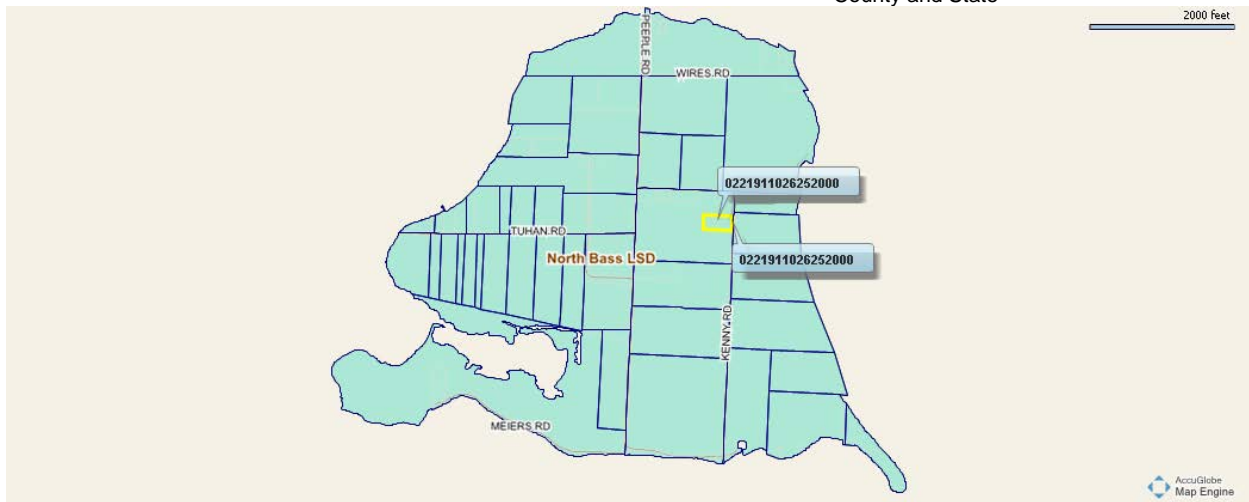 County and State
2000 feet
PEEPLE RD
WIRES RD
0221911026252000
TUHAN RD
North Bass LSD
0221911026252000
KENNY RD
MEIERS RD
AccuGlobe
Map Engine